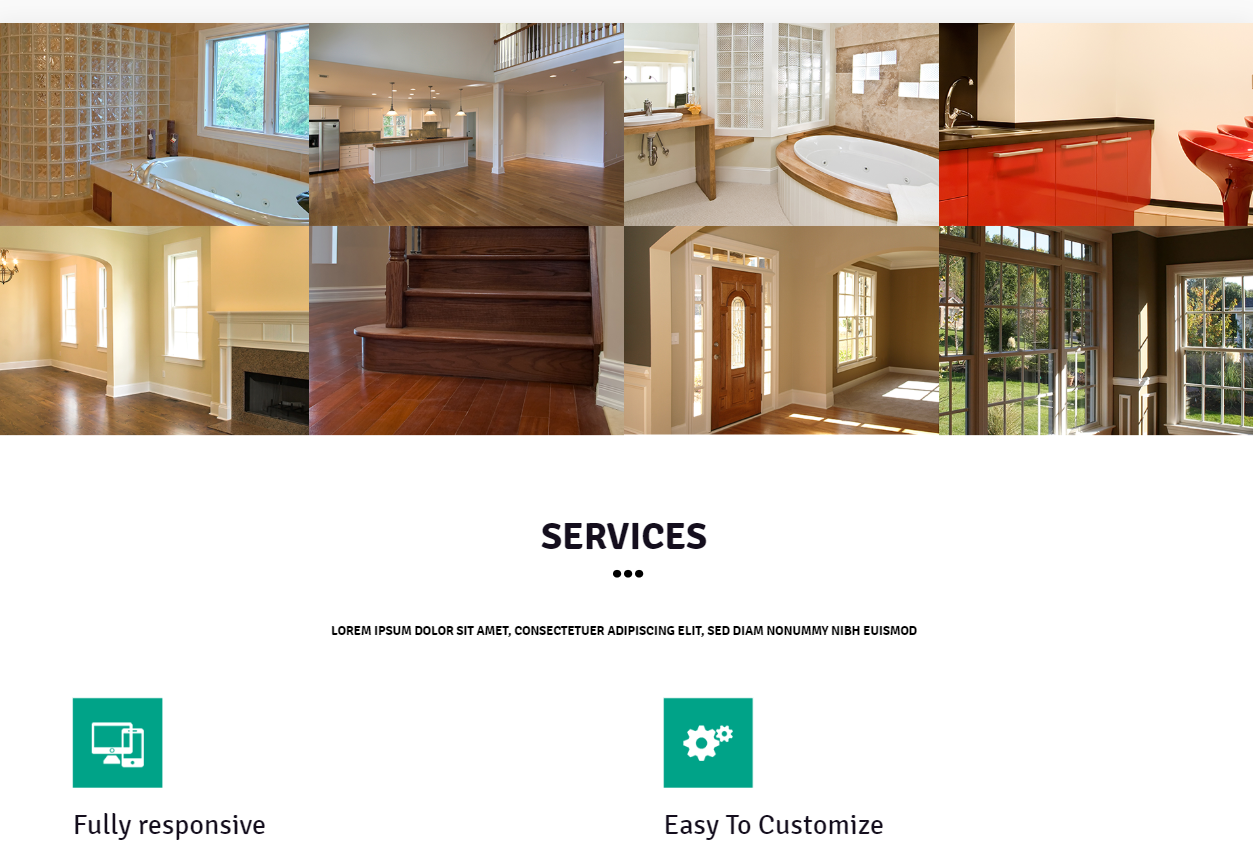 SERVICES
LOREM IPSUM DOLOR SIT AMET, CONSECTETUER ADIPISCING ELIT, SED DIAM NONUMMY NIBH EUISMOD
Fully responsive
Easy To Customize